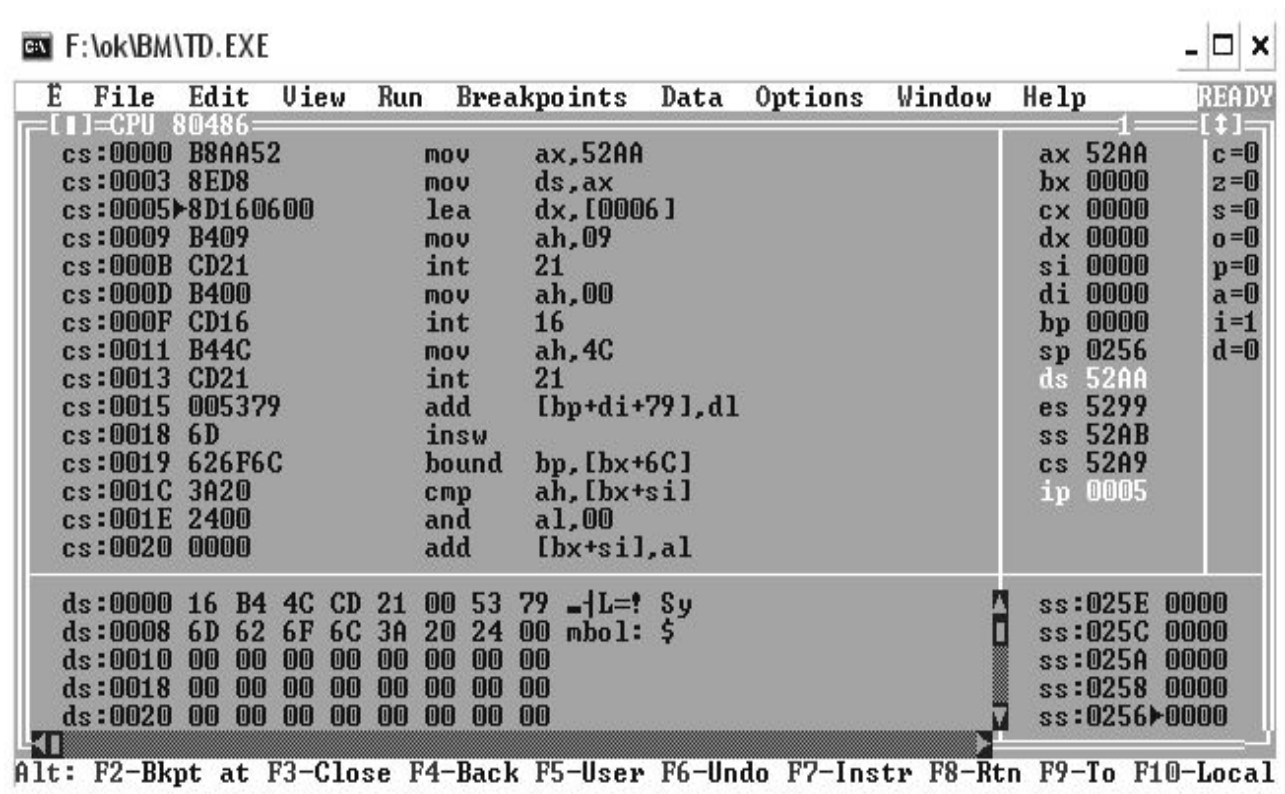 F:\ok\BM\TD.EXE
Ë File Edit View Run Breakpoints Data Options Window Help READY
[■]=CPU 80486 1 [↕]
cs:0000 B8AA52 mov ax,52AA ax 52AA c=0
cs:0003 8ED8 mov ds,ax bx 0000 z=0
cs:0005►8D160600 lea dx,[0006] cx 0000 s=0
cs:0009 B409 mov ah,09 dx 0000 o=0
cs:000B CD21 int 21 si 0000 p=0
cs:000D B400 mov ah,00 di 0000 a=0
cs:000F CD16 int 16 bp 0000 i=1
cs:0011 B44C mov ah,4C sp 0256 d=0
cs:0013 CD21 int 21 ds 52AA
cs:0015 005379 add [bp+di+79],dl es 5299
cs:0018 6D insw ss 52AB
cs:0019 626F6C bound bp,[bx+6C] cs 52A9
cs:001C 3A20 cmp ah,[bx+si] ip 0005
cs:001E 2400 and al,00
cs:0020 0000 add [bx+si],al
ds:0000 16 B4 4C CD 21 00 53 79 ▬┤L=! Sy ss:025E 0000
ds:0008 6D 62 6F 6C 3A 20 24 00 mbol: $ ss:025C 0000
ds:0010 00 00 00 00 00 00 00 00 ss:025A 0000
ds:0018 00 00 00 00 00 00 00 00 ss:0258 0000
ds:0020 00 00 00 00 00 00 00 00 ss:0256►0000
Alt: F2-Bkpt at F3-Close F4-Back F5-User F6-Undo F7-Instr F8-Rtn F9-To F10-Local